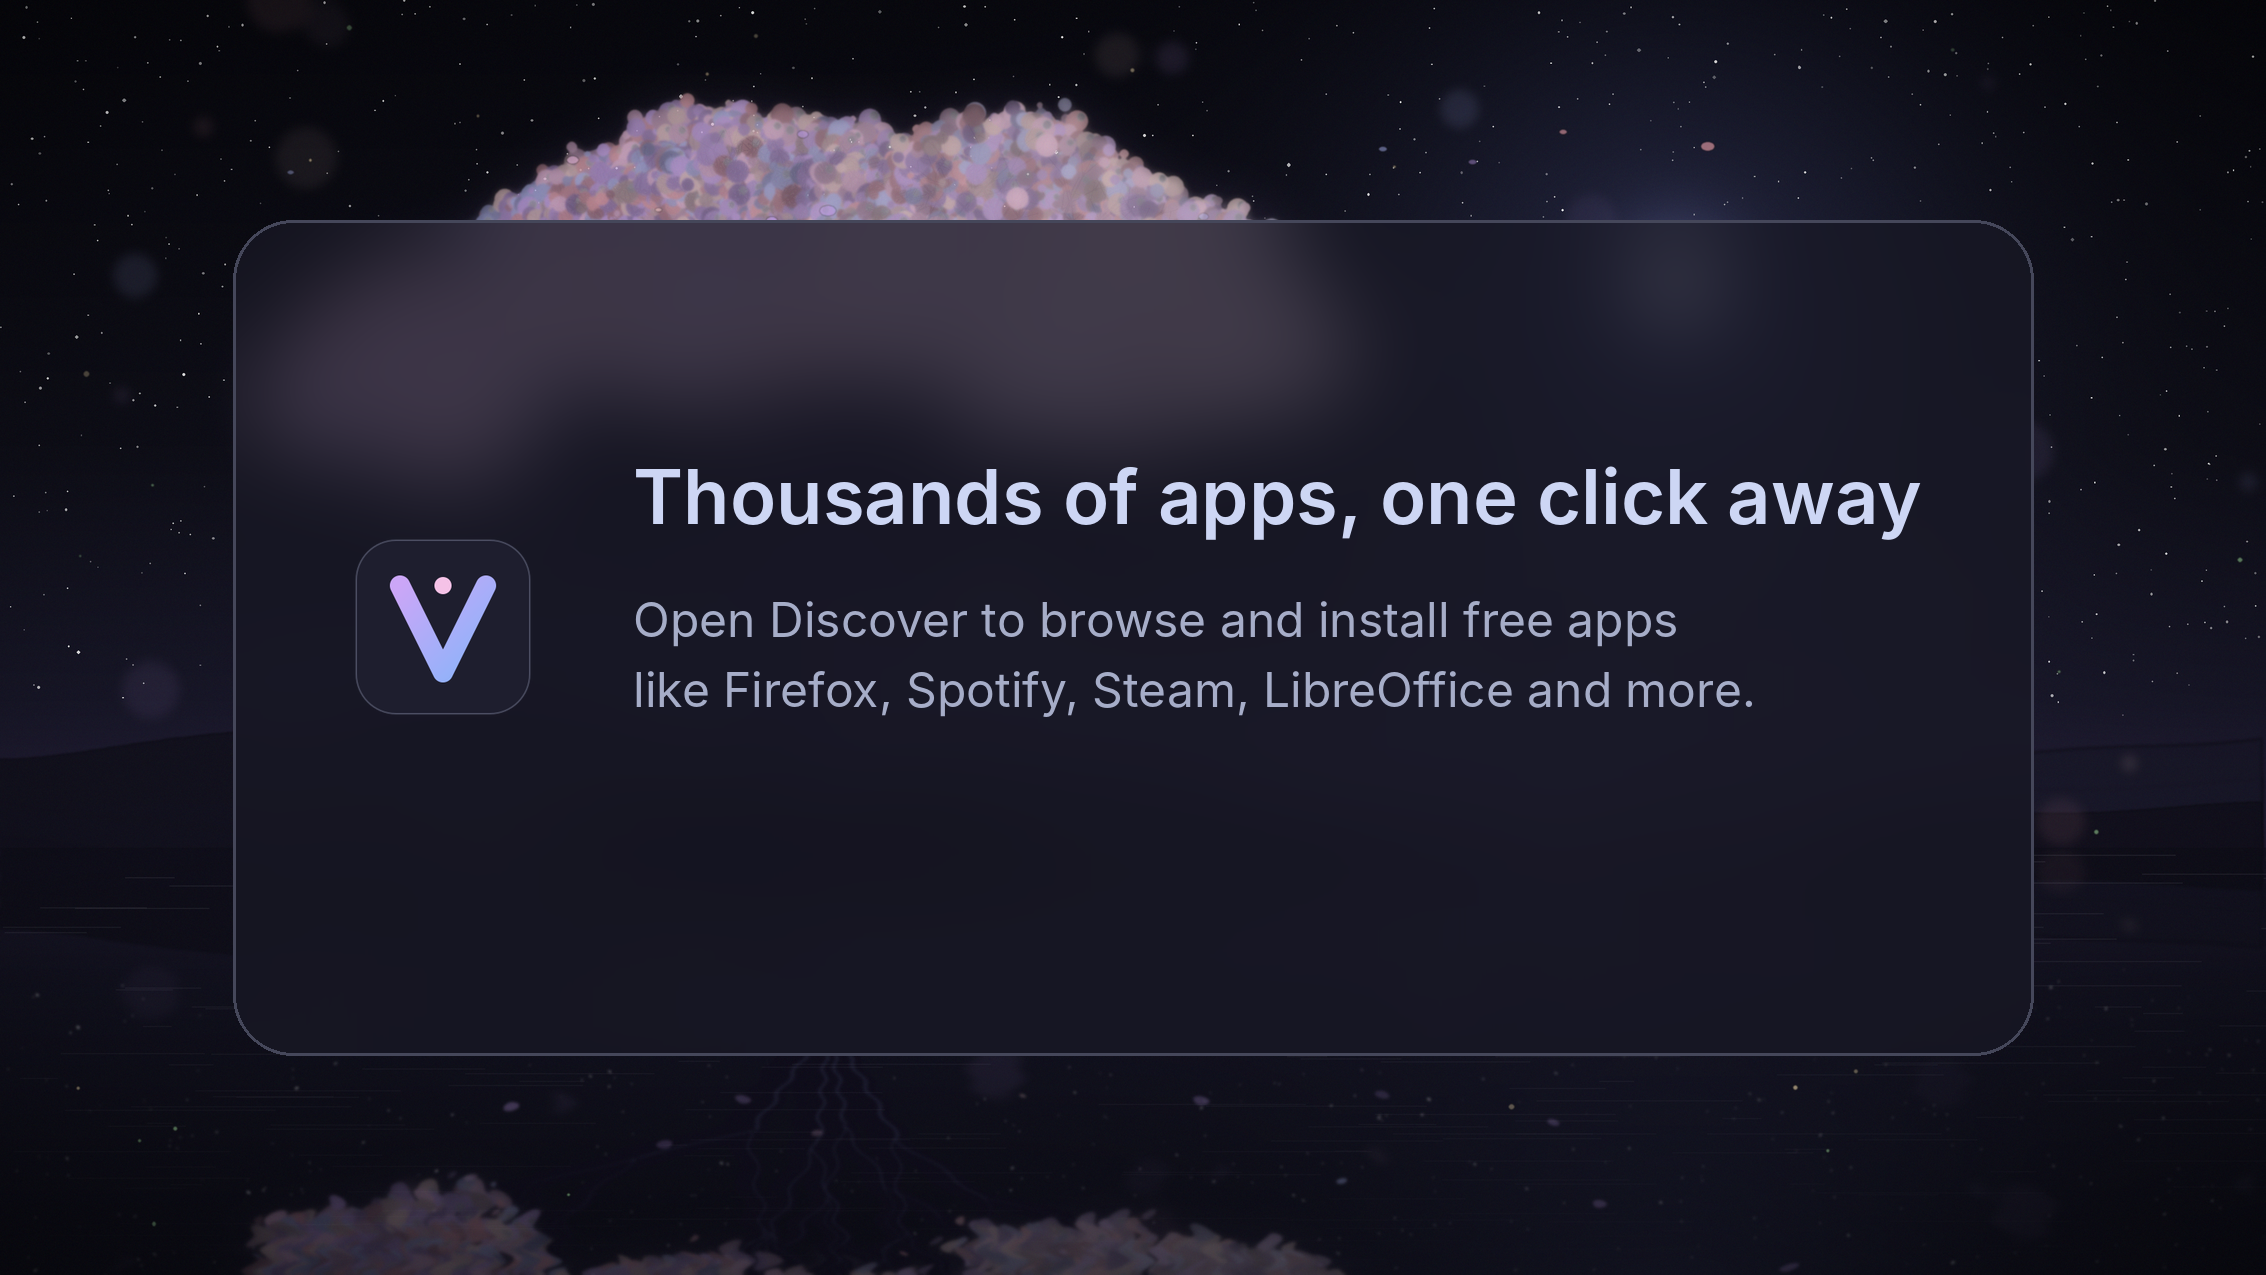 Thousands of apps, one click away
Open Discover to browse and install free apps
like Firefox, Spotify, Steam, LibreOffice and more.